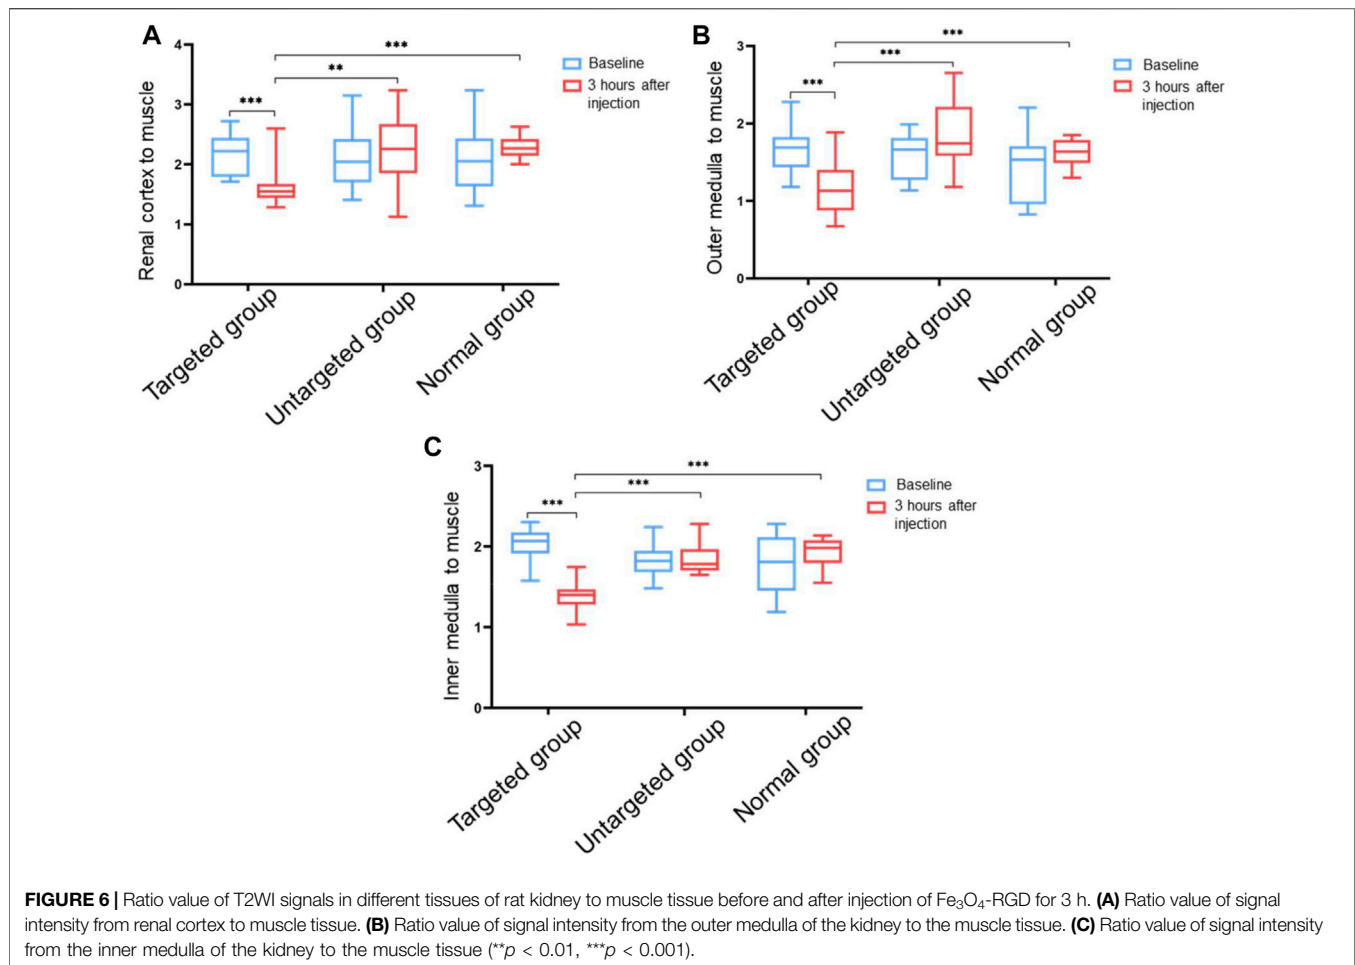 A
4
3
2
1
0
Renal cortex to muscle
***
**
***
Baseline
3 hours after
injection
Targeted group
Untargeted group
Normal group
B
3
2
1
0
Outer medulla to muscle
***
***
***
Baseline
3 hours after
injection
Targeted group
Untargeted group
Normal group
C
3
2
1
0
Inner medulla to muscle
***
***
***
Baseline
3 hours after
injection
Targeted group
Untargeted group
Normal group
FIGURE 6 | Ratio value of T2WI signals in different tissues of rat kidney to muscle tissue before and after injection of Fe₃O₄-RGD for 3 h. (A) Ratio value of signal
intensity from renal cortex to muscle tissue. (B) Ratio value of signal intensity from the outer medulla of the kidney to the muscle tissue. (C) Ratio value of signal intensity
from the inner medulla of the kidney to the muscle tissue (**p < 0.01, ***p < 0.001).